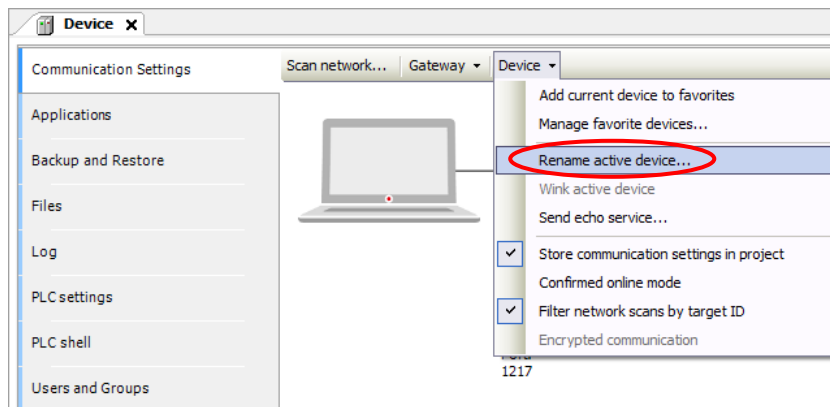 Device
Communication Settings
Applications
Backup and Restore
Files
Log
PLC settings
PLC shell
Users and Groups
Scan network... Gateway Device
Add current device to favorites
Manage favorite devices...
Rename active device...
Wink active device
Send echo service...
Store communication settings in project
Confirmed online mode
Filter network scans by target ID
Encrypted communication
1217